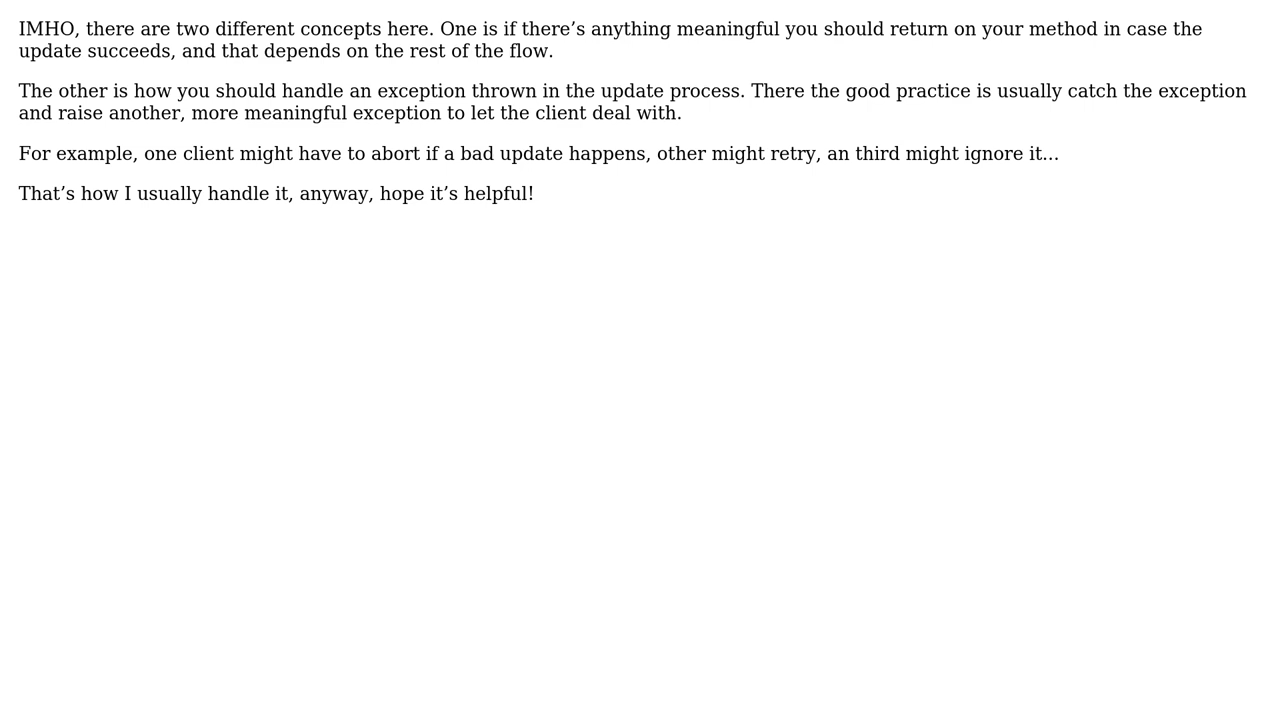 IMHO, there are two different concepts here. One is if there’s anything meaningful you should return on your method in case the
update succeeds, and that depends on the rest of the flow.
The other is how you should handle an exception thrown in the update process. There the good practice is usually catch the exception
and raise another, more meaningful exception to let the client deal with.
For example, one client might have to abort if a bad update happens, other might retry, an third might ignore it...
That’s how I usually handle it, anyway, hope it’s helpful!